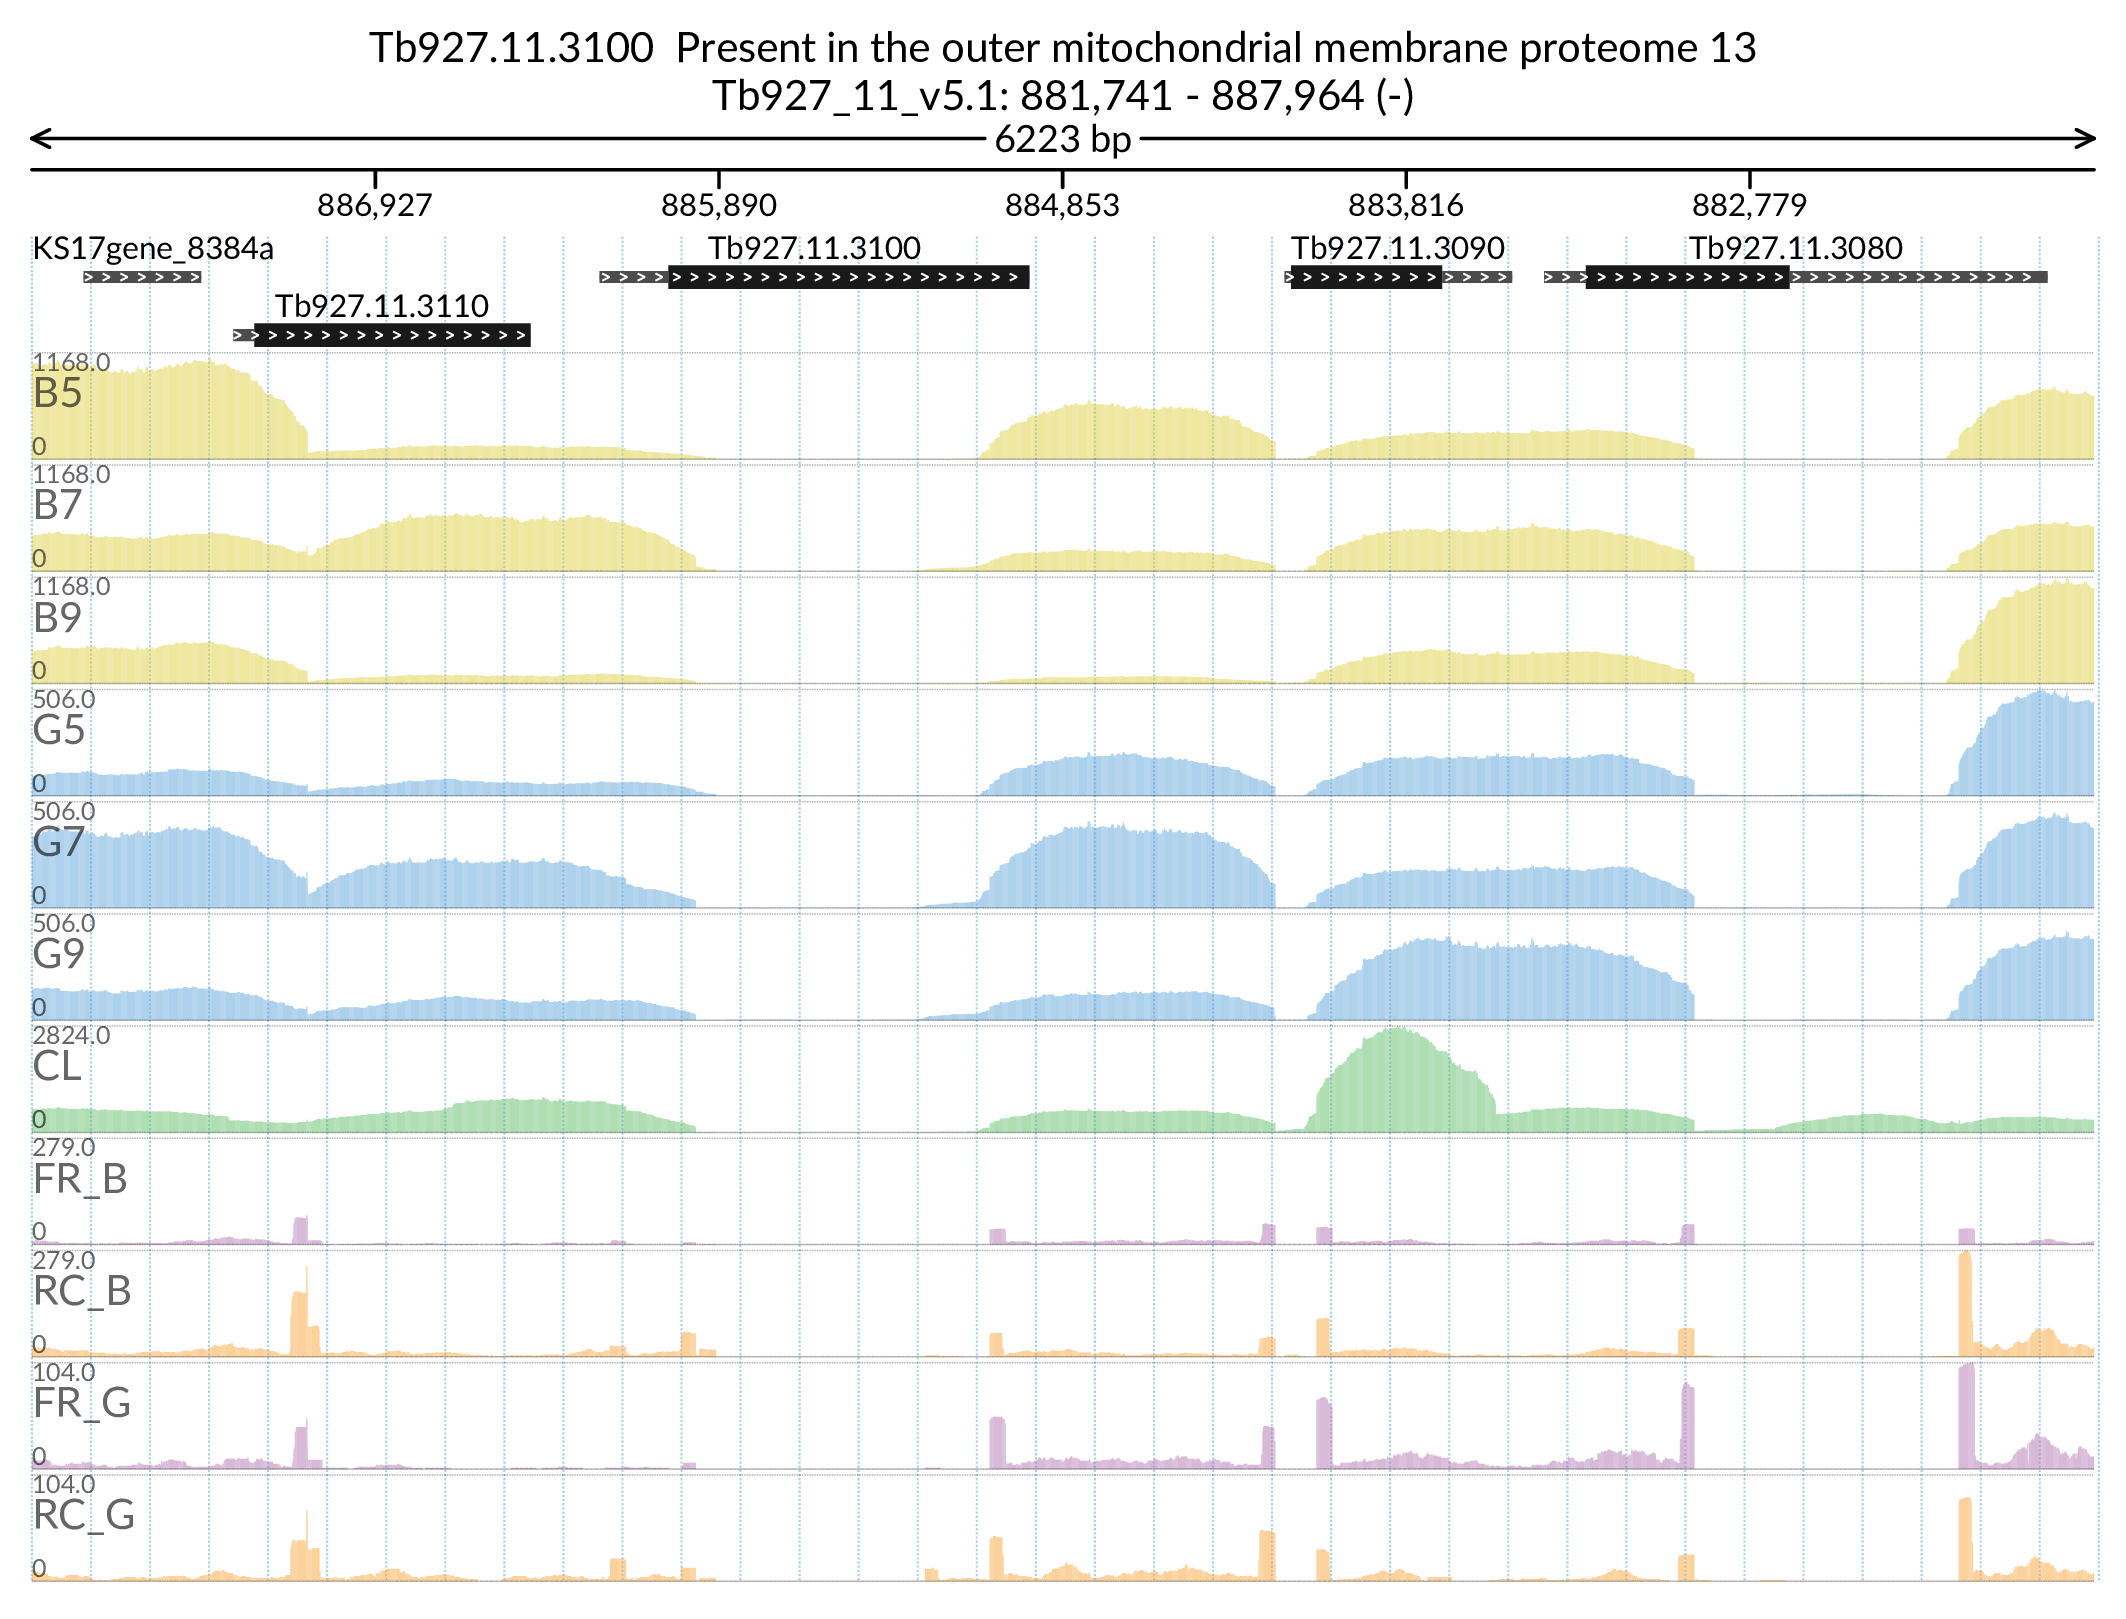 Tb927.11.3100  Present in the outer mitochondrial membrane proteome 13
Tb927_11_v5.1: 881,741 - 887,964 (-)
6223 bp
886,927 885,890 884,853 883,816 882,779
KS17gene_8384a Tb927.11.3100 Tb927.11.3090 Tb927.11.3080
Tb927.11.3110
1168.0
B5
0
1168.0
B7
0
1168.0
B9
0
506.0
G5
0
506.0
G7
0
506.0
G9
0
2824.0
CL
0
279.0
FR_B
0
279.0
RC_B
0
104.0
FR_G
0
104.0
RC_G
0